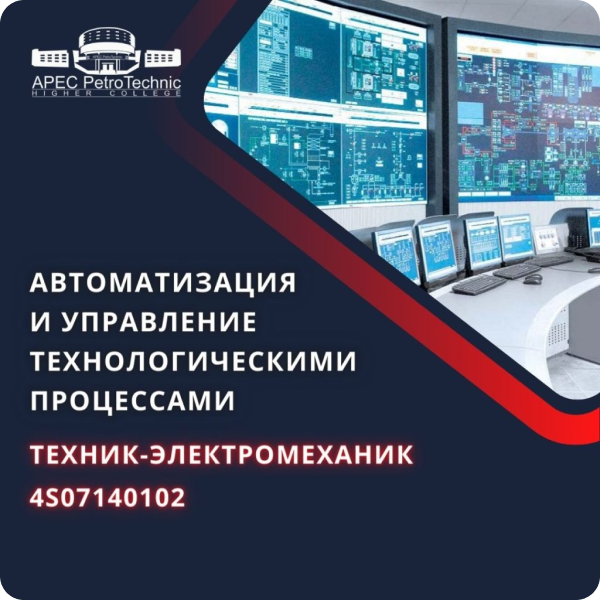 APEC PetroTechnic
HIGHER COLLEGE
АВТОМАТИЗАЦИЯ
И УПРАВЛЕНИЕ
ТЕХНОЛОГИЧЕСКИМИ
ПРОЦЕССАМИ
ТЕХНИК-ЭЛЕКТРОМЕХАНИК
4S07140102